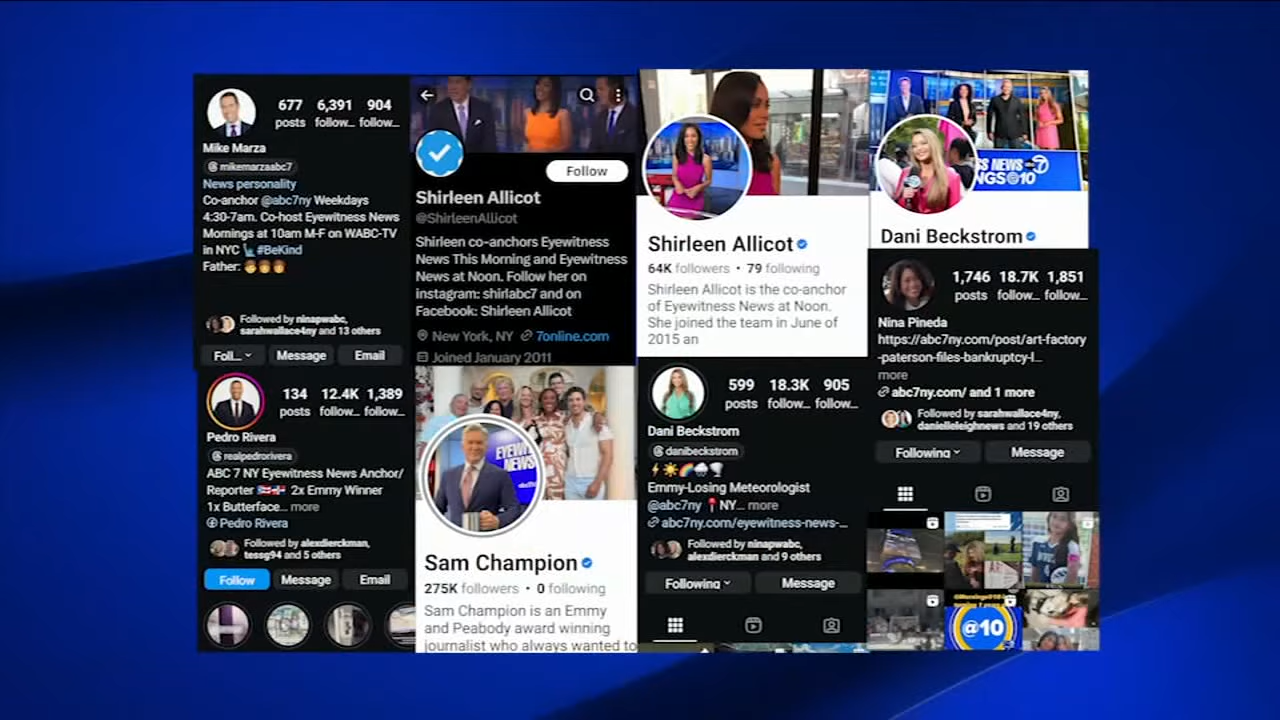 677 6,391 904
posts follow... follow...
Mike Marza
mikemarzaabc7
News personality
Co-anchor @abc7ny Weekdays
4:30-7am. Co-host Eyewitness News
Mornings at 10am M-F on WABC-TV
in NYC 🗽 #BeKind
Father:
Followed by ninapwabc,
sarahwallace4ny and 13 others
Foll... Message Email
134 12.4K 1,389
posts follow... follow...
Pedro Rivera
realpedrorivera
ABC 7 NY Eyewitness News Anchor/
Reporter 🇵🇷🇩🇴 2x Emmy Winner
1x Butterface... more
Pedro Rivera
Followed by alexdierckman,
tessg94 and 5 others
Follow Message Email
Follow
Shirleen Allicot
@ShirleenAllicot
Shirleen co-anchors Eyewitness
News This Morning and Eyewitness
News at Noon. Follow her on
instagram: shirlabc7 and on
Facebook: Shirleen Allicot
New York, NY 7online.com
Joined January 2011
EYEWIT
NEWS
Sam Champion
275K followers • 0 following
Sam Champion is an Emmy
and Peabody award winning
journalist who always wanted to
Shirleen Allicot
64K followers • 79 following
Shirleen Allicot is the co-anchor
of Eyewitness News at Noon.
She joined the team in June of
2015 an
599 18.3K 905
posts follow... follow...
Dani Beckstrom
danibeckstrom
⚡☀️🌈🌨️🌪️
Emmy-Losing Meteorologist
@abc7ny 📍NY... more
abc7ny.com/eyewitness-news-...
Followed by ninapwabc,
alexdierckman and 9 others
Following Message
SS NEWS abc 7
NGS@10
Dani Beckstrom
1,746 18.7K 1,851
posts follow... follow...
Nina Pineda
https://abc7ny.com/post/art-factory
-paterson-files-bankruptcy-l...
more
abc7ny.com/ and 1 more
Followed by sarahwallace4ny,
danielleleighnews and 19 others
Following Message
@10